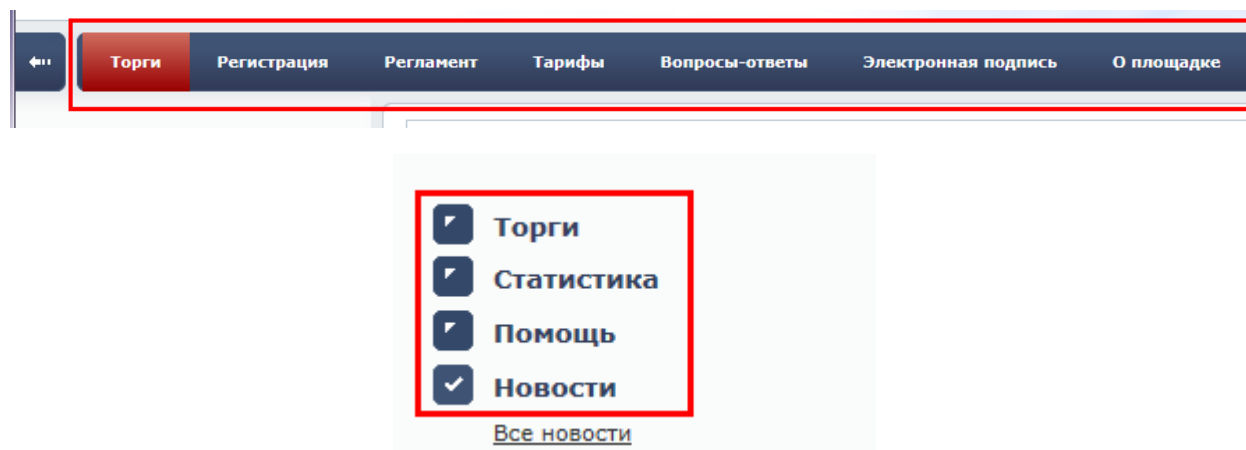 Торги Регистрация Регламент Тарифы Вопросы-ответы Электронная подпись О площадке
Торги
Статистика
Помощь
Новости
Все новости